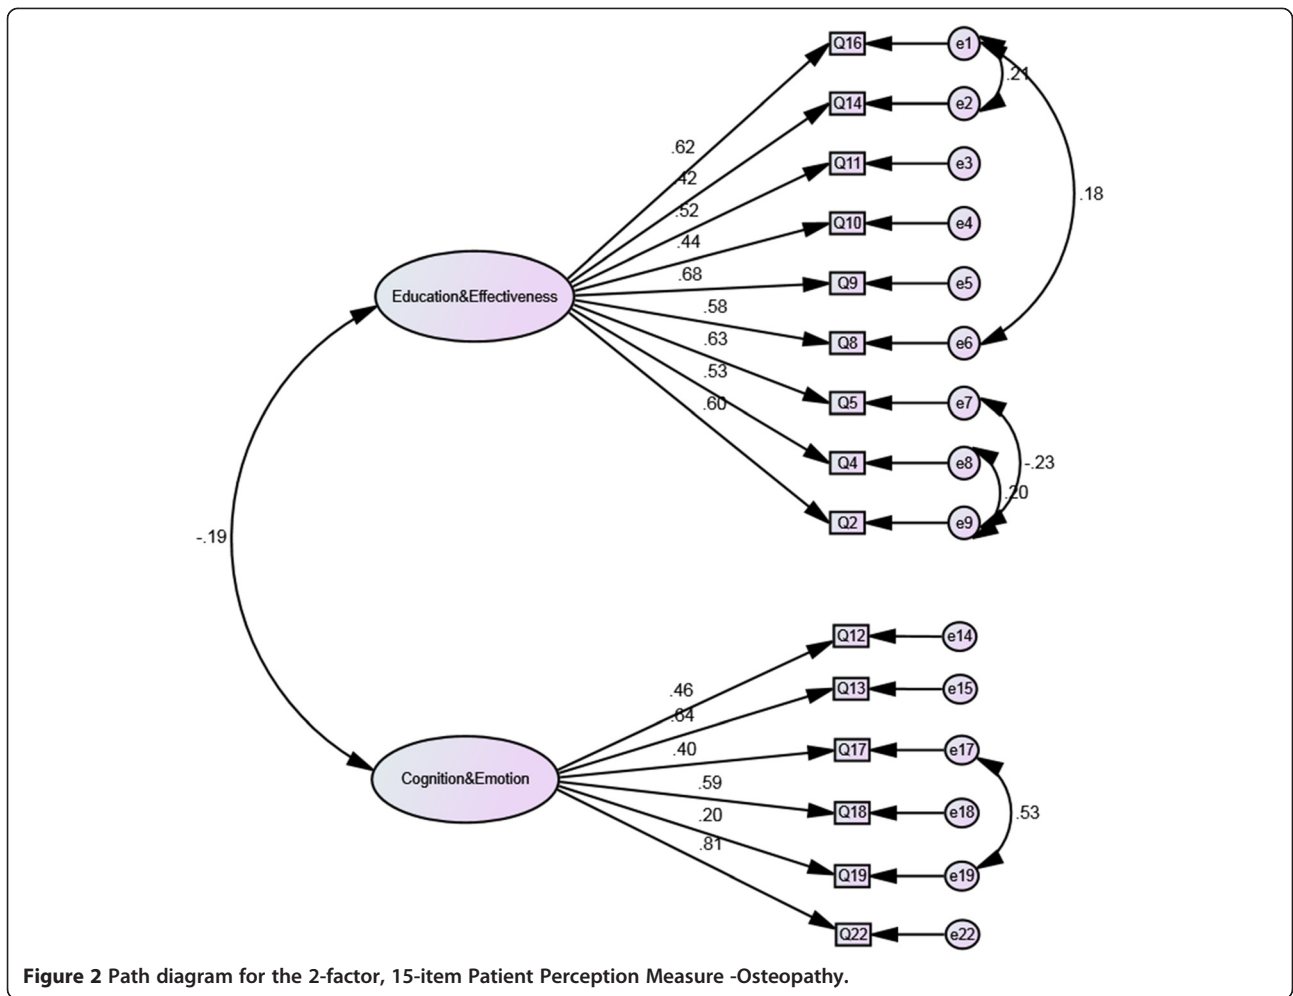 Q16
e1
.21
Q14
e2
.62
.42
Q11
e3
.18
.52
Q10
e4
.44
.68
Q9
e5
Education&Effectiveness
.58
.63
Q8
e6
.53
.60
Q5
e7
Q4
e8
-.23
.20
Q2
e9
-.19
Q12
e14
.46
.64
Q13
e15
.40
Q17
e17
Cognition&Emotion
.59
.20
Q18
e18
.53
.81
Q19
e19
Q22
e22
Figure 2 Path diagram for the 2-factor, 15-item Patient Perception Measure -Osteopathy.